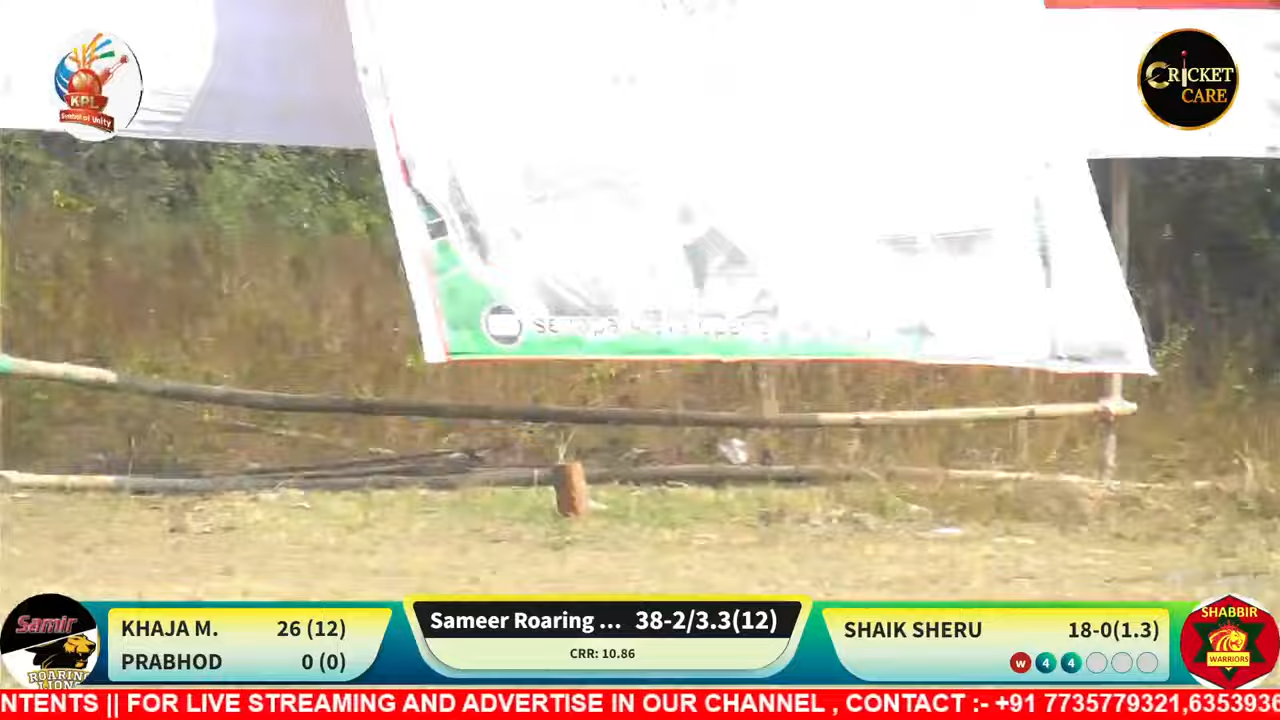 KPL
Symbol of Unity
CRICKET
CARE
Samir
ROARING
LION
KHAJA M. 26 (12)
PRABHOD 0 (0)
Sameer Roaring ... 38-2/3.3(12)
CRR: 10.86
SHAIK SHERU 18-0(1.3)
W 4 4
SHABBIR
WARRIORS
NTENTS || FOR LIVE STREAMING AND ADVERTISE IN OUR CHANNEL , CONTACT :- +91 7735779321,6353936